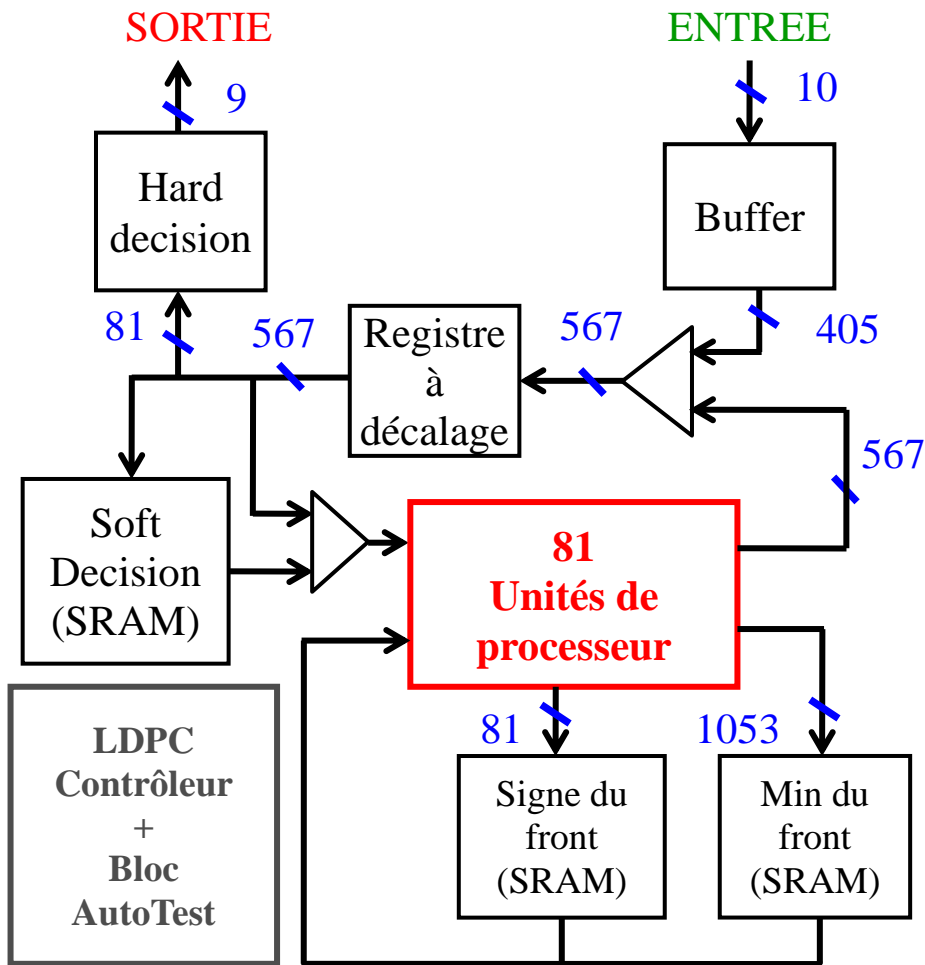 SORTIE
ENTREE
9
10
Hard
decision
Buffer
81
567
Registre
à
décalage
567
405
567
Soft
Decision
(SRAM)
81
Unités de
processeur
LDPC
Contrôleur
+
Bloc
AutoTest
81
1053
Signe du
front
(SRAM)
Min du
front
(SRAM)